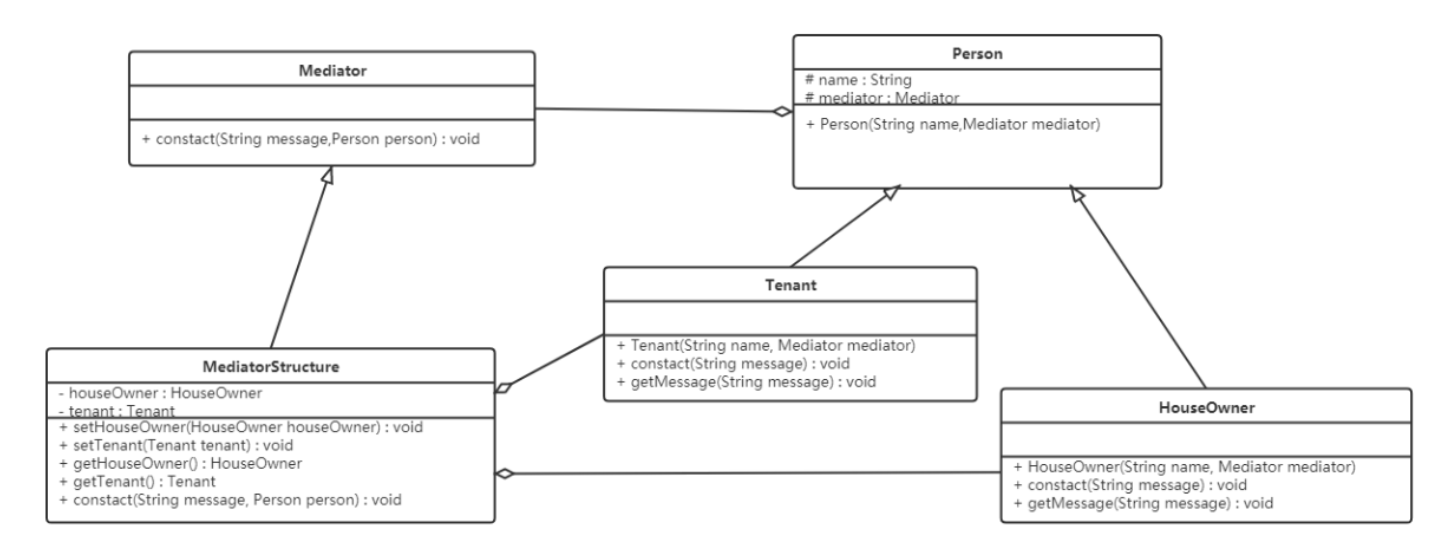 Mediator
+ constact(String message,Person person) : void
Person
# name : String
# mediator : Mediator
+ Person(String name,Mediator mediator)
Tenant
+ Tenant(String name, Mediator mediator)
+ constact(String message) : void
+ getMessage(String message) : void
MediatorStructure
- houseOwner : HouseOwner
- tenant : Tenant
+ setHouseOwner(HouseOwner houseOwner) : void
+ setTenant(Tenant tenant) : void
+ getHouseOwner() : HouseOwner
+ getTenant() : Tenant
+ constact(String message, Person person) : void
HouseOwner
+ HouseOwner(String name, Mediator mediator)
+ constact(String message) : void
+ getMessage(String message) : void